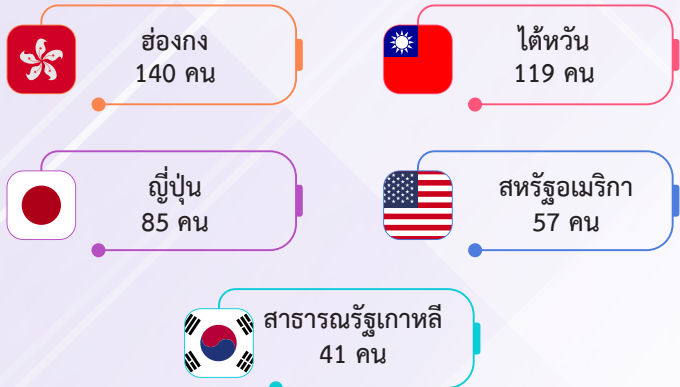 ฮ่องกง
140 คน
ไต้หวัน
119 คน
ญี่ปุ่น
85 คน
สหรัฐอเมริกา
57 คน
สาธารณรัฐเกาหลี
41 คน